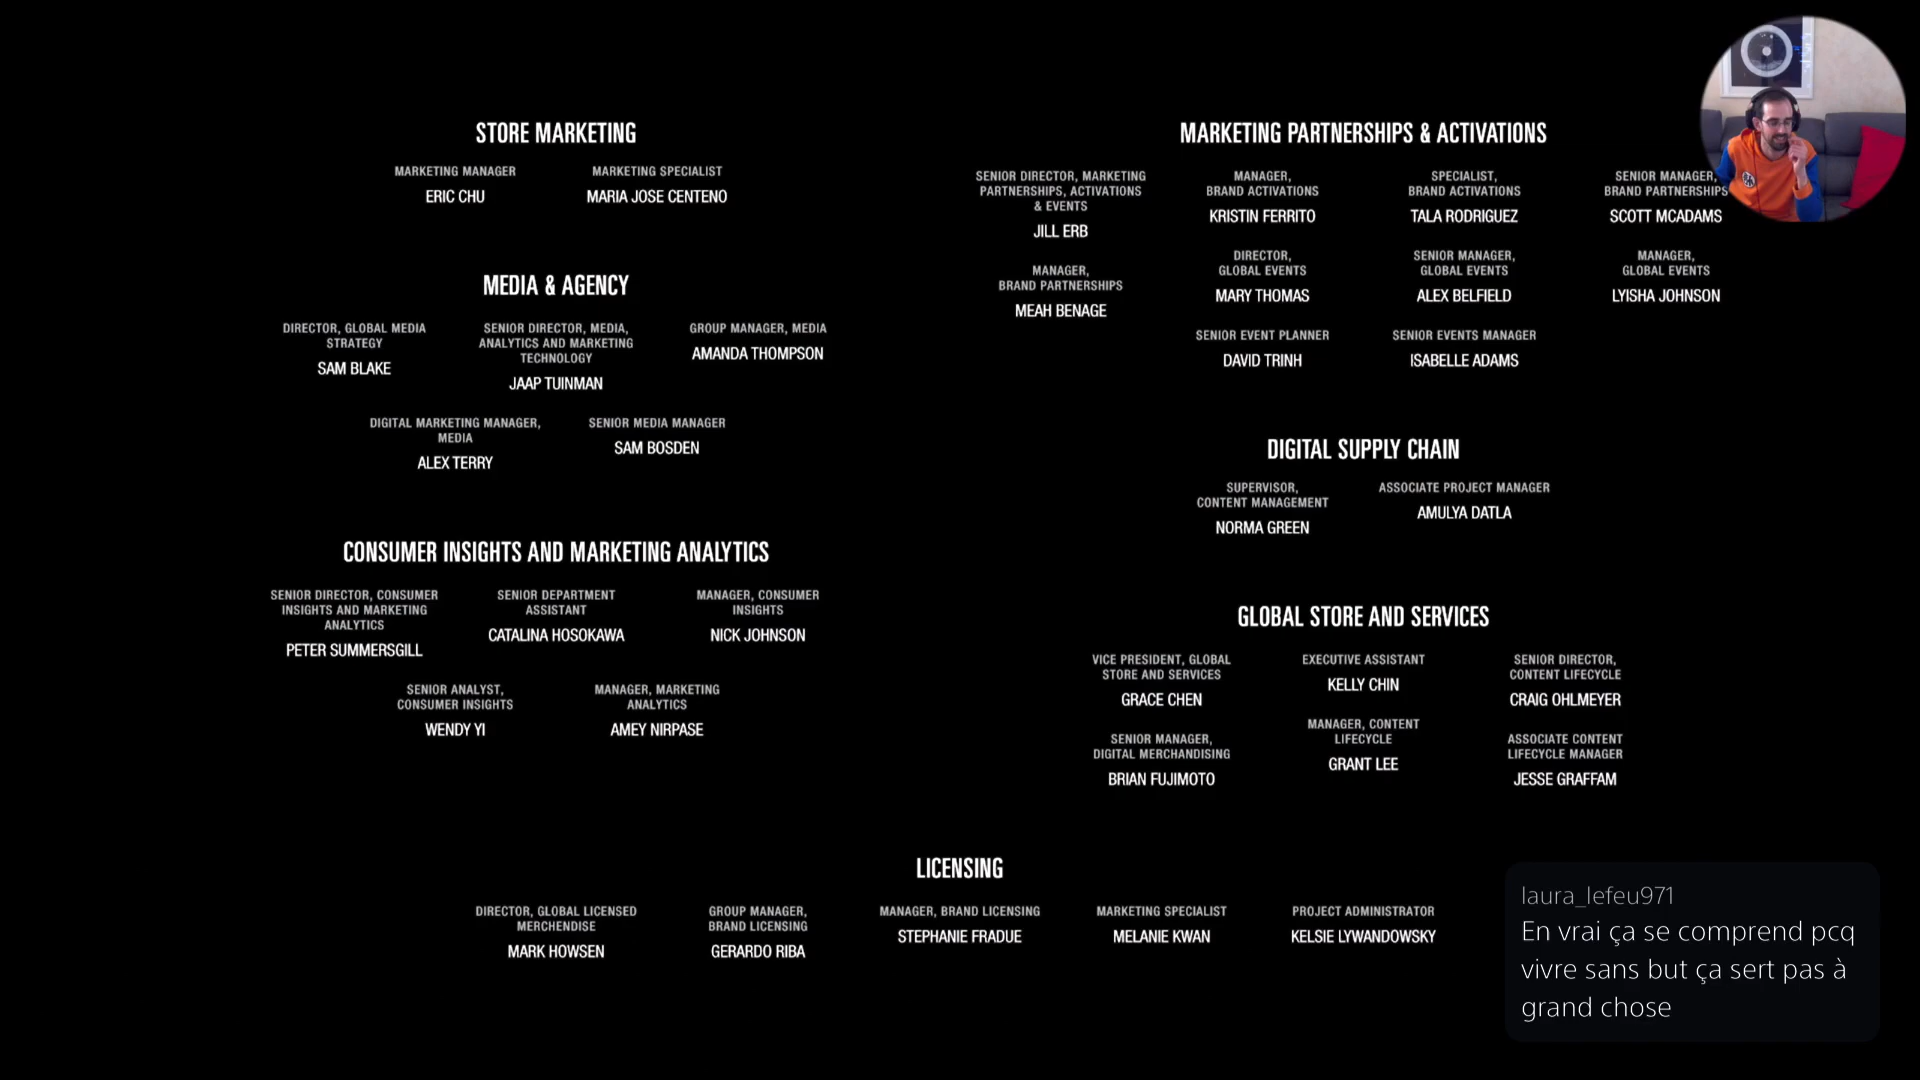 STORE MARKETING
MARKETING MANAGER
ERIC CHU
MARKETING SPECIALIST
MARIA JOSE CENTENO
MEDIA & AGENCY
DIRECTOR, GLOBAL MEDIA
STRATEGY
SAM BLAKE
SENIOR DIRECTOR, MEDIA,
ANALYTICS AND MARKETING
TECHNOLOGY
JAAP TUINMAN
GROUP MANAGER, MEDIA
AMANDA THOMPSON
DIGITAL MARKETING MANAGER,
MEDIA
ALEX TERRY
SENIOR MEDIA MANAGER
SAM BOSDEN
CONSUMER INSIGHTS AND MARKETING ANALYTICS
SENIOR DIRECTOR, CONSUMER
INSIGHTS AND MARKETING
ANALYTICS
PETER SUMMERSGILL
SENIOR DEPARTMENT
ASSISTANT
CATALINA HOSOKAWA
MANAGER, CONSUMER
INSIGHTS
NICK JOHNSON
SENIOR ANALYST,
CONSUMER INSIGHTS
WENDY YI
MANAGER, MARKETING
ANALYTICS
AMEY NIRPASE
MARKETING PARTNERSHIPS & ACTIVATIONS
SENIOR DIRECTOR, MARKETING
PARTNERSHIPS, ACTIVATIONS
& EVENTS
JILL ERB
MANAGER,
BRAND ACTIVATIONS
KRISTIN FERRITO
SPECIALIST,
BRAND ACTIVATIONS
TALA RODRIGUEZ
SENIOR MANAGER,
BRAND PARTNERSHIPS
SCOTT MCADAMS
MANAGER,
BRAND PARTNERSHIPS
MEAH BENAGE
DIRECTOR,
GLOBAL EVENTS
MARY THOMAS
SENIOR MANAGER,
GLOBAL EVENTS
ALEX BELFIELD
MANAGER,
GLOBAL EVENTS
LYISHA JOHNSON
SENIOR EVENT PLANNER
DAVID TRINH
SENIOR EVENTS MANAGER
ISABELLE ADAMS
DIGITAL SUPPLY CHAIN
SUPERVISOR,
CONTENT MANAGEMENT
NORMA GREEN
ASSOCIATE PROJECT MANAGER
AMULYA DATLA
GLOBAL STORE AND SERVICES
VICE PRESIDENT, GLOBAL
STORE AND SERVICES
GRACE CHEN
EXECUTIVE ASSISTANT
KELLY CHIN
SENIOR DIRECTOR,
CONTENT LIFECYCLE
CRAIG OHLMEYER
SENIOR MANAGER,
DIGITAL MERCHANDISING
BRIAN FUJIMOTO
MANAGER, CONTENT
LIFECYCLE
GRANT LEE
ASSOCIATE CONTENT
LIFECYCLE MANAGER
JESSE GRAFFAM
LICENSING
DIRECTOR, GLOBAL LICENSED
MERCHENDISE
MARK HOWSEN
GROUP MANAGER,
BRAND LICENSING
GERARDO RIBA
MANAGER, BRAND LICENSING
STEPHANIE FRADUE
MARKETING SPECIALIST
MELANIE KWAN
PROJECT ADMINISTRATOR
KELSIE LYWANDOWSKY
laura_lefeu971
En vrai ça se comprend pcq
vivre sans but ça sert pas à
grand chose